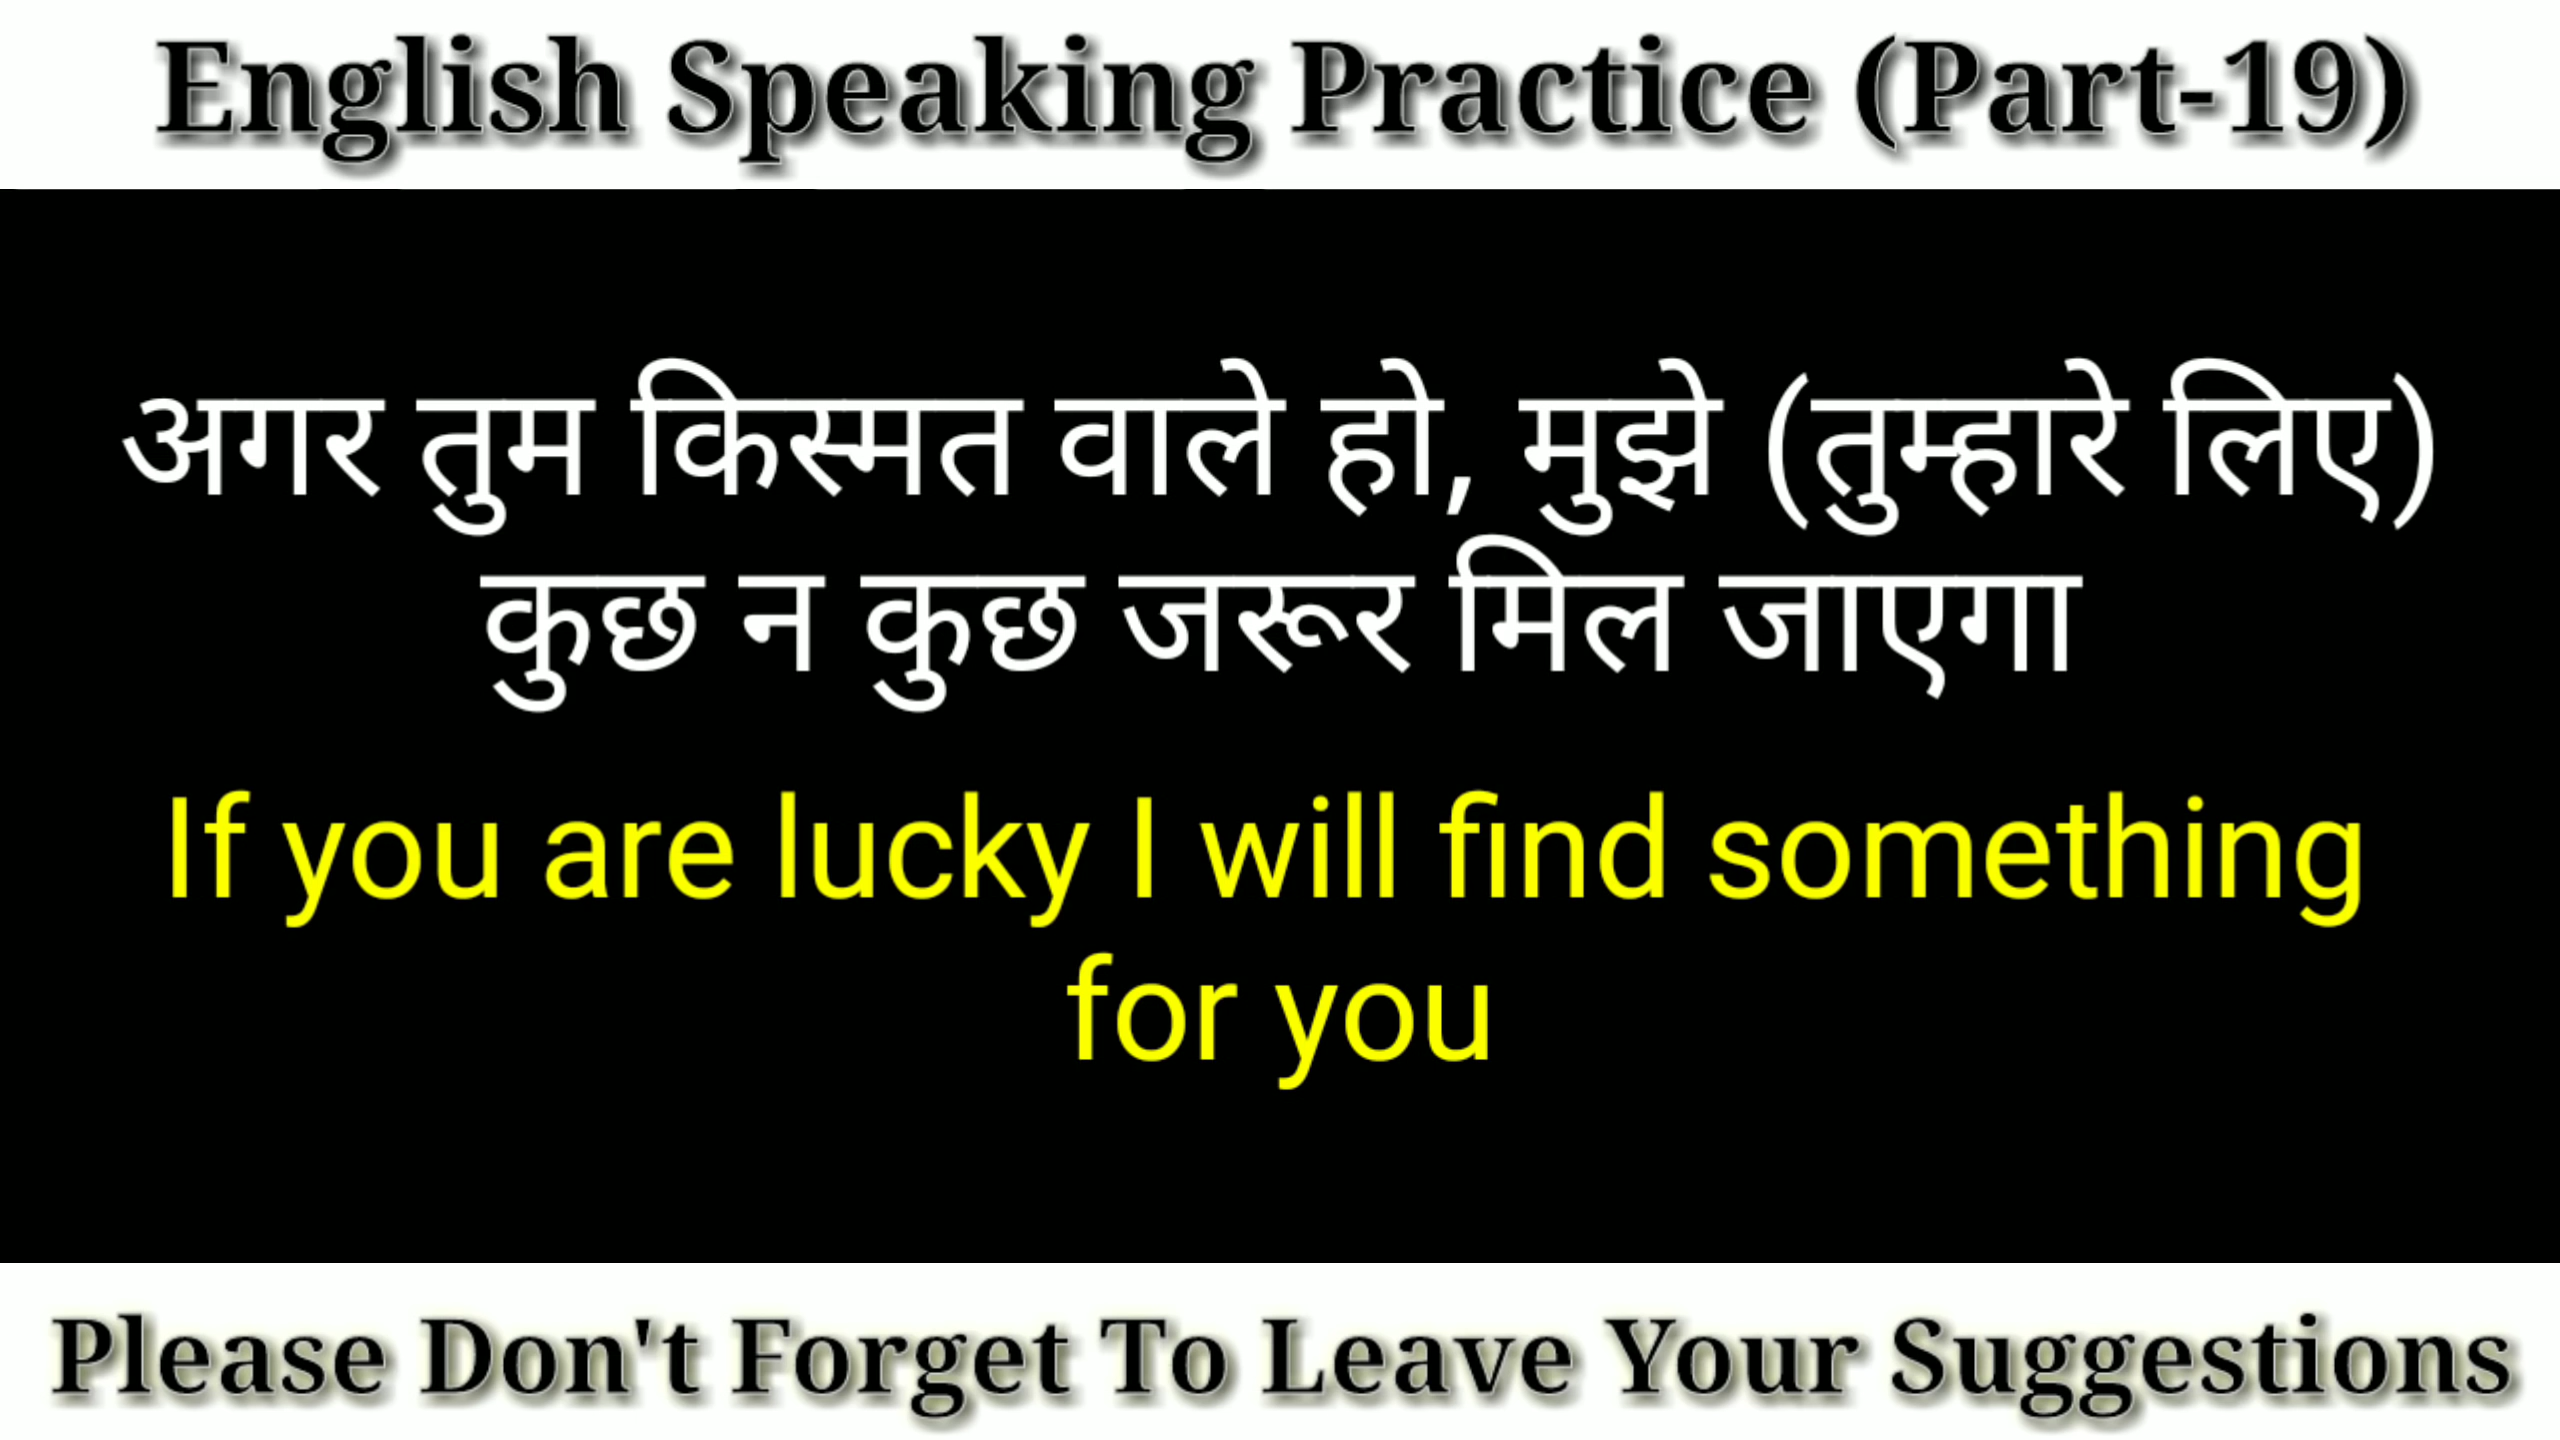 English Speaking Practice (Part-19)
अगर तुम किस्मत वाले हो, मुझे (तुम्हारे लिए)
कुछ न कुछ जरूर मिल जाएगा
If you are lucky I will find something
for you
Please Don't Forget To Leave Your Suggestions